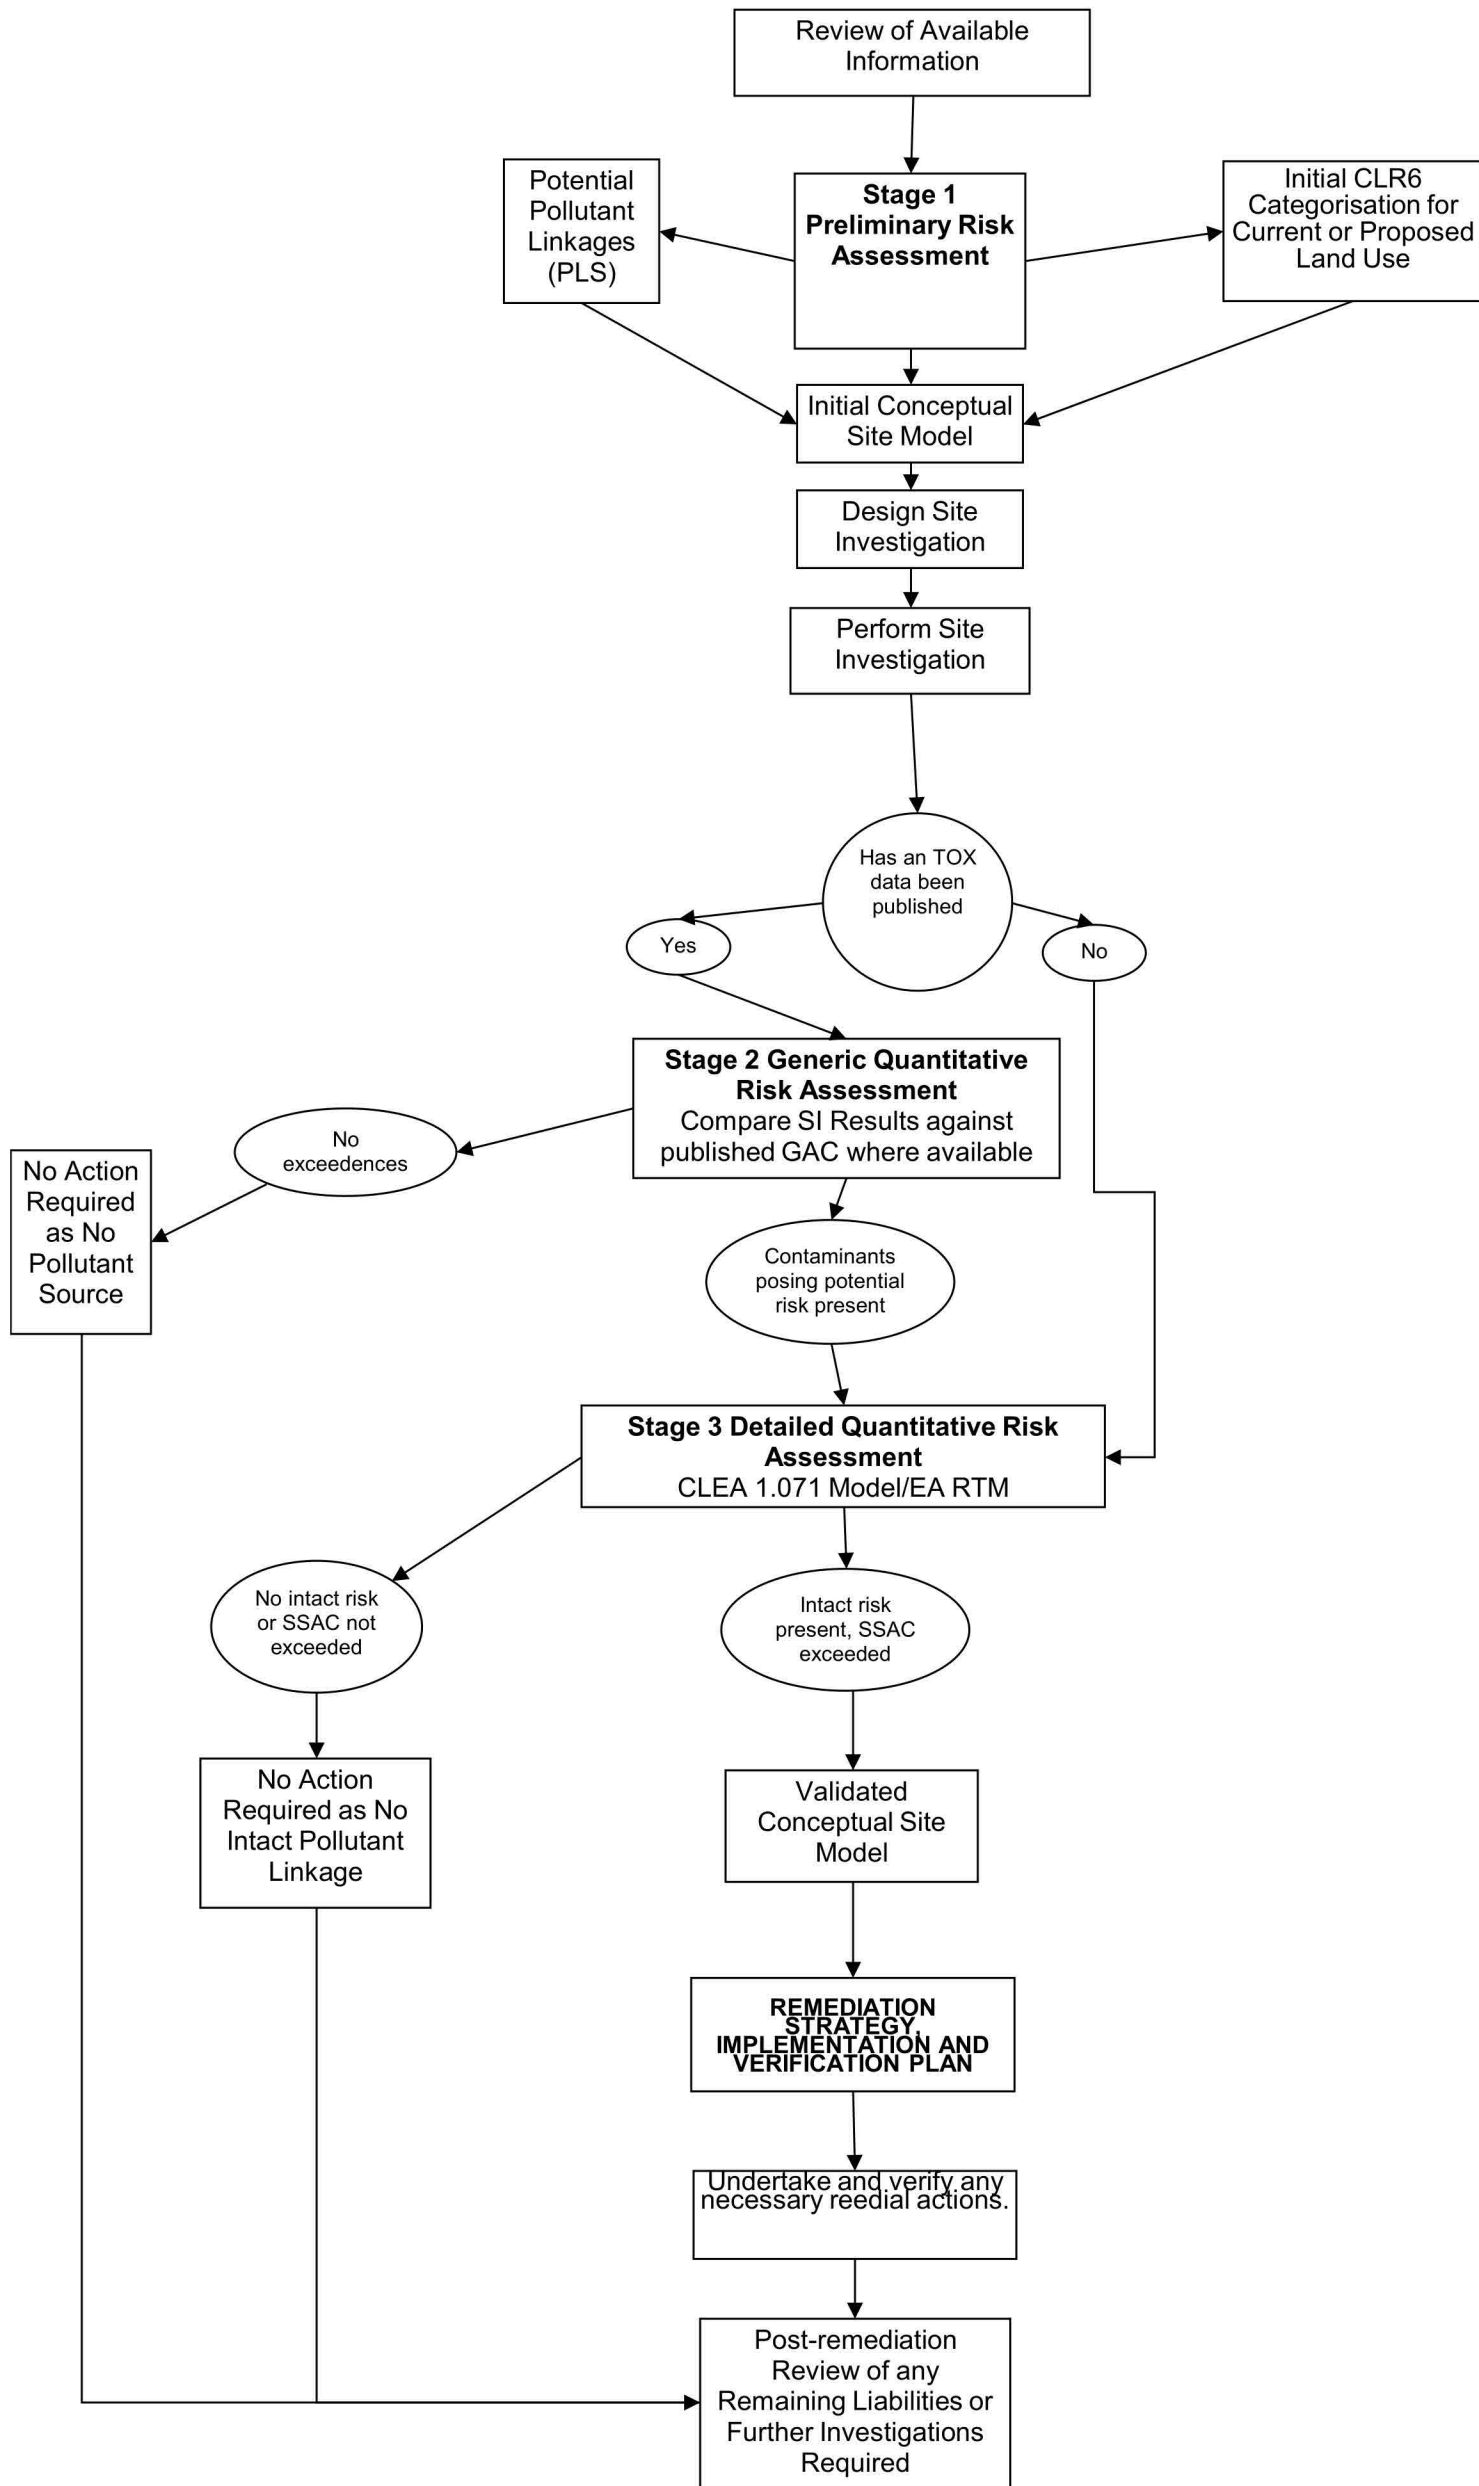 Review of Available
Information
Potential
Pollutant
Linkages
(PLS)
Stage 1
Preliminary Risk
Assessment
Initial CLR6
Categorisation for
Current or Proposed
Land Use
Initial Conceptual
Site Model
Design Site
Investigation
Perform Site
Investigation
Has an TOX
data been
published
Yes
No
Stage 2 Generic Quantitative
Risk Assessment
Compare SI Results against
published GAC where available
No
exceedences
No Action
Required
as No
Pollutant
Source
Contaminants
posing potential
risk present
Stage 3 Detailed Quantitative Risk
Assessment
CLEA 1.071 Model/EA RTM
No intact risk
or SSAC not
exceeded
Intact risk
present, SSAC
exceeded
No Action
Required as No
Intact Pollutant
Linkage
Validated
Conceptual Site
Model
REMEDIATION
STRATEGY,
IMPLEMENTATION AND
VERIFICATION PLAN
Undertake and verify any
necessary reedial actions.
Post-remediation
Review of any
Remaining Liabilities or
Further Investigations
Required